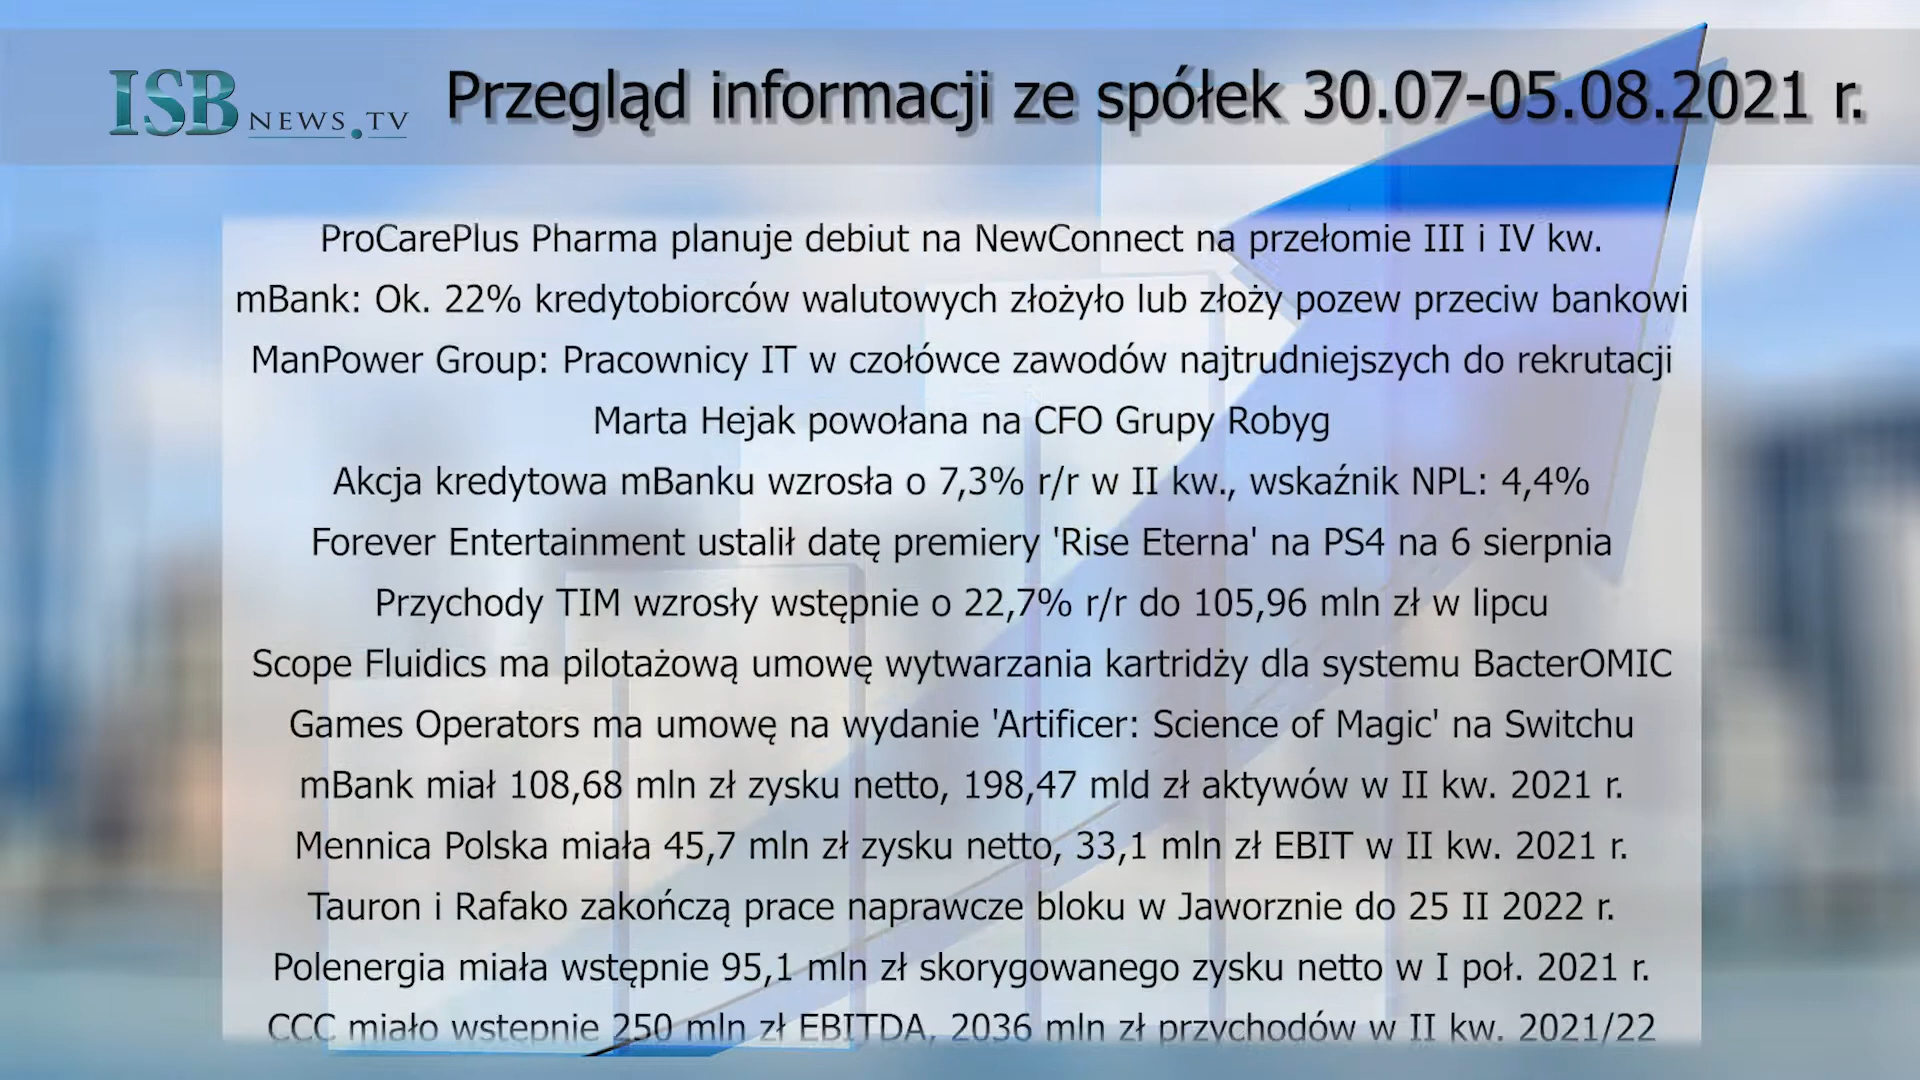 ISB NEWS.TV
Przegląd informacji ze spółek 30.07-05.08.2021 r.
ProCarePlus Pharma planuje debiut na NewConnect na przełomie III i IV kw.
mBank: Ok. 22% kredytobiorców walutowych złożyło lub złoży pozew przeciw bankowi
ManPower Group: Pracownicy IT w czołówce zawodów najtrudniejszych do rekrutacji
Marta Hejak powołana na CFO Grupy Robyg
Akcja kredytowa mBanku wzrosła o 7,3% r/r w II kw., wskaźnik NPL: 4,4%
Forever Entertainment ustalił datę premiery 'Rise Eterna' na PS4 na 6 sierpnia
Przychody TIM wzrosły wstępnie o 22,7% r/r do 105,96 mln zł w lipcu
Scope Fluidics ma pilotażową umowę wytwarzania kartridży dla systemu BacterOMIC
Games Operators ma umowę na wydanie 'Artificer: Science of Magic' na Switchu
mBank miał 108,68 mln zł zysku netto, 198,47 mld zł aktywów w II kw. 2021 r.
Mennica Polska miała 45,7 mln zł zysku netto, 33,1 mln zł EBIT w II kw. 2021 r.
Tauron i Rafako zakończą prace naprawcze bloku w Jaworznie do 25 II 2022 r.
Polenergia miała wstępnie 95,1 mln zł skorygowanego zysku netto w I poł. 2021 r.
CCC miało wstępnie 250 mln zł EBITDA, 2036 mln zł przychodów w II kw. 2021/22